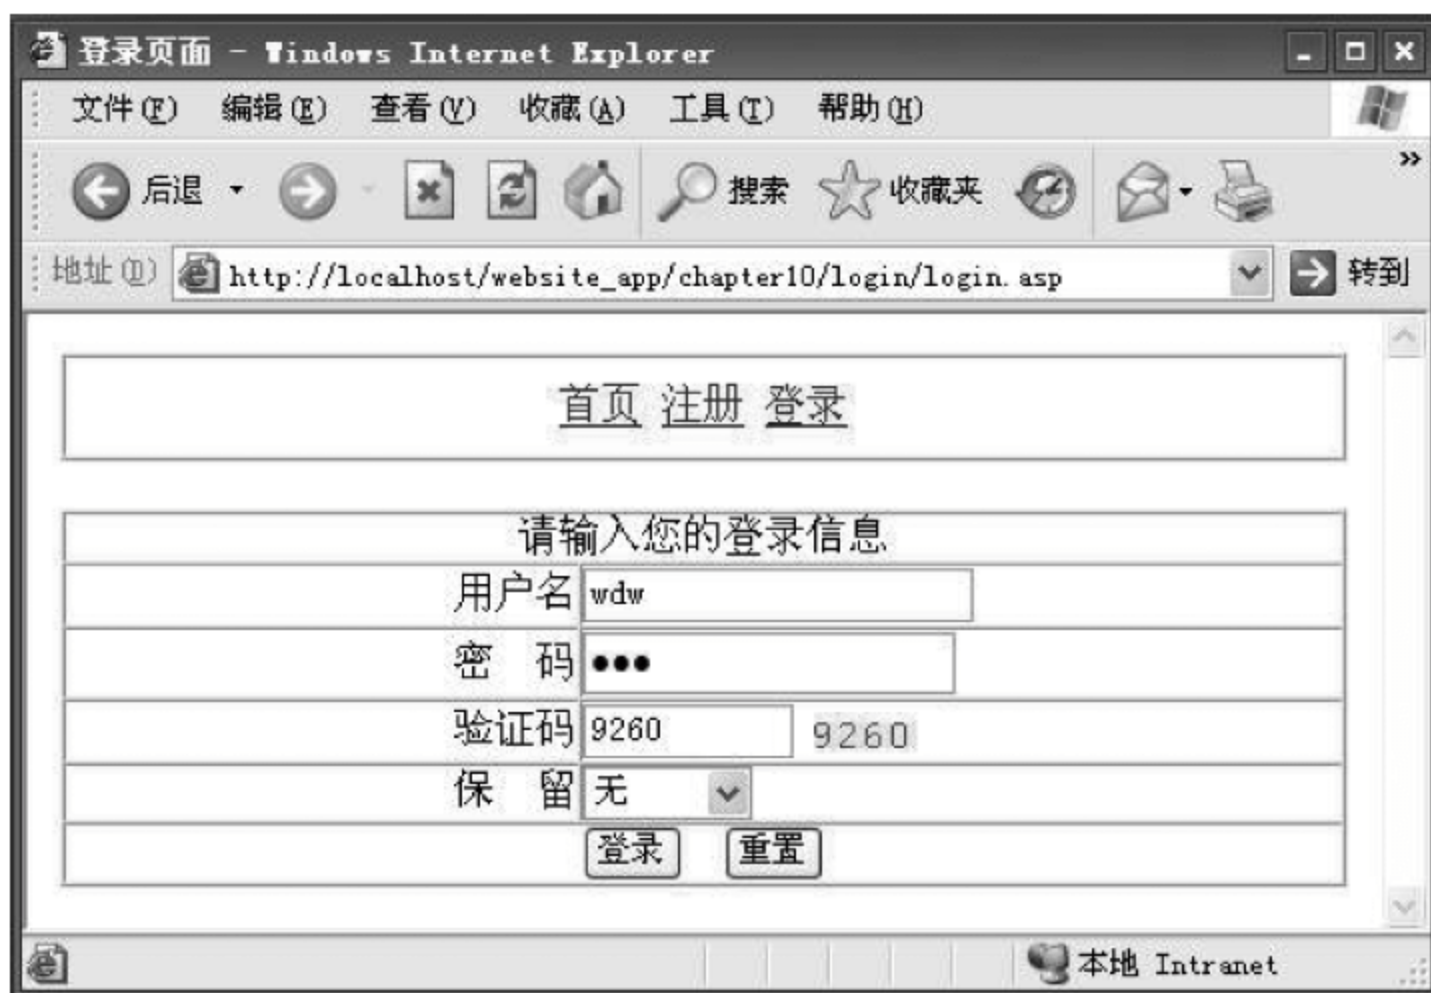 登录页面 - Windows Internet Explorer
文件(F) 编辑(E) 查看(V) 收藏(A) 工具(T) 帮助(H)
后退 搜索 收藏夹 »
地址(D) http://localhost/website_app/chapter10/login/login.asp 转到
首页 注册 登录
请输入您的登录信息
用户名 wdw
密 码 ●●●
验证码 9260 9260
保 留 无
登录 重置
本地 Intranet